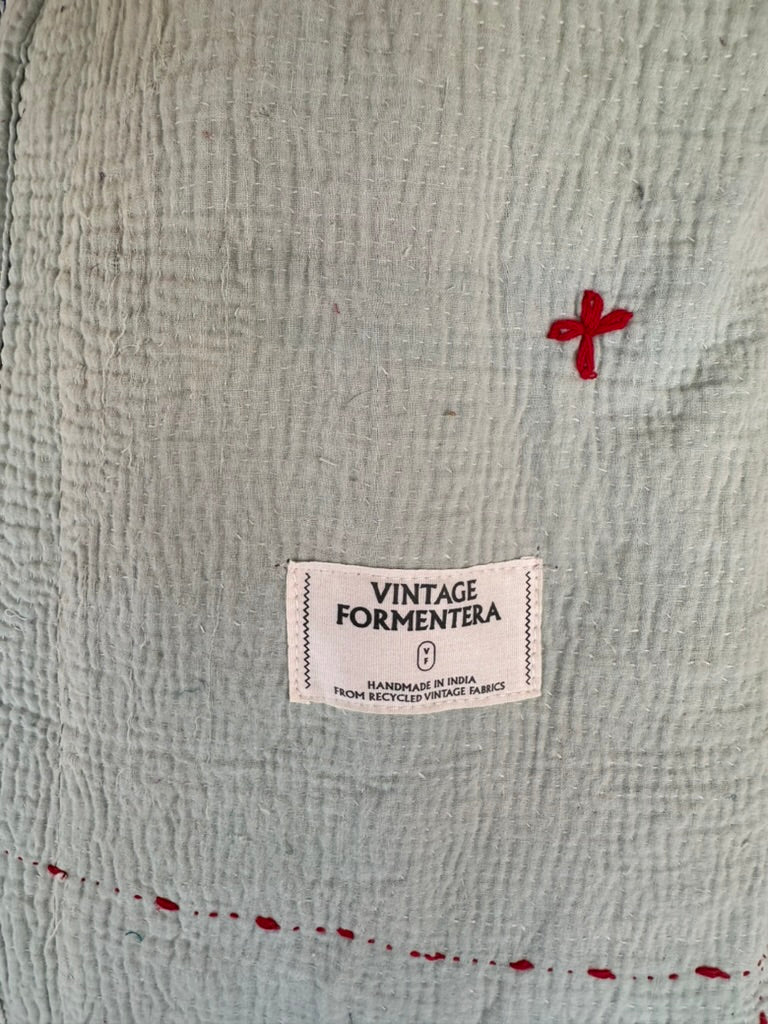 VINTAGE
FORMENTERA
V
F
HANDMADE IN INDIA
FROM RECYCLED VINTAGE FABRICS